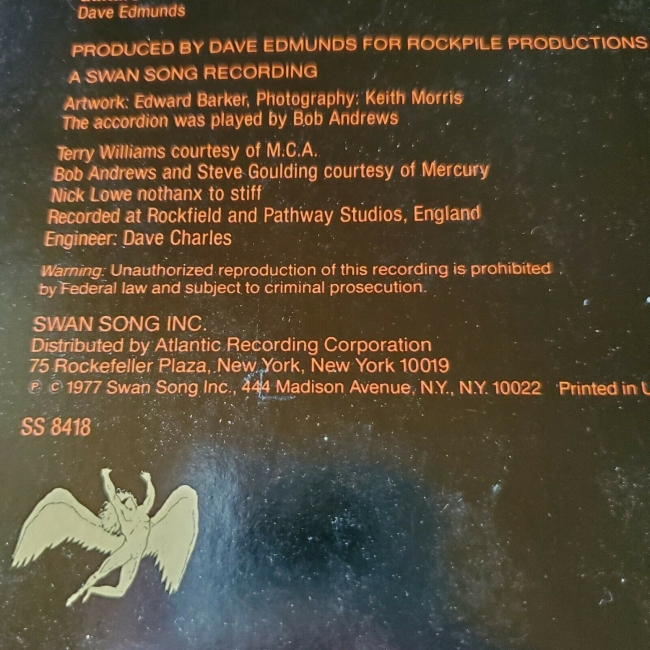 Dave Edmunds
PRODUCED BY DAVE EDMUNDS FOR ROCKPILE PRODUCTIONS
A SWAN SONG RECORDING
Artwork: Edward Barker, Photography: Keith Morris
The accordion was played by Bob Andrews
Terry Williams courtesy of M.C.A.
Bob Andrews and Steve Goulding courtesy of Mercury
Nick Lowe nothanx to stiff
Recorded at Rockfield and Pathway Studios, England
Engineer: Dave Charles
Warning: Unauthorized reproduction of this recording is prohibited
by Federal law and subject to criminal prosecution.
SWAN SONG INC.
Distributed by Atlantic Recording Corporation
75 Rockefeller Plaza, New York, New York 10019
℗ © 1977 Swan Song Inc., 444 Madison Avenue, N.Y., N.Y. 10022 Printed in U
SS 8418